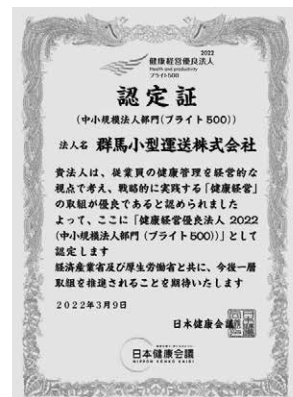 2022
健康経営優良法人
Health and productivity
ブライト500
認定証
(中小規模法人部門(ブライト500))
法人名 群馬小型運送株式会社
貴法人は、従業員の健康管理を経営的な
視点で考え、戦略的に実践する「健康経営」
の取組が優良であると認められました
よって、ここに「健康経営優良法人 2022
(中小規模法人部門 (ブライト500))」として
認定します
経済産業省及び厚生労働省と共に、今後一層
取組を推進されることを期待いたします
2022年3月9日
日本健康会議
日本健康会議
NIPPON KENKO KAIGI